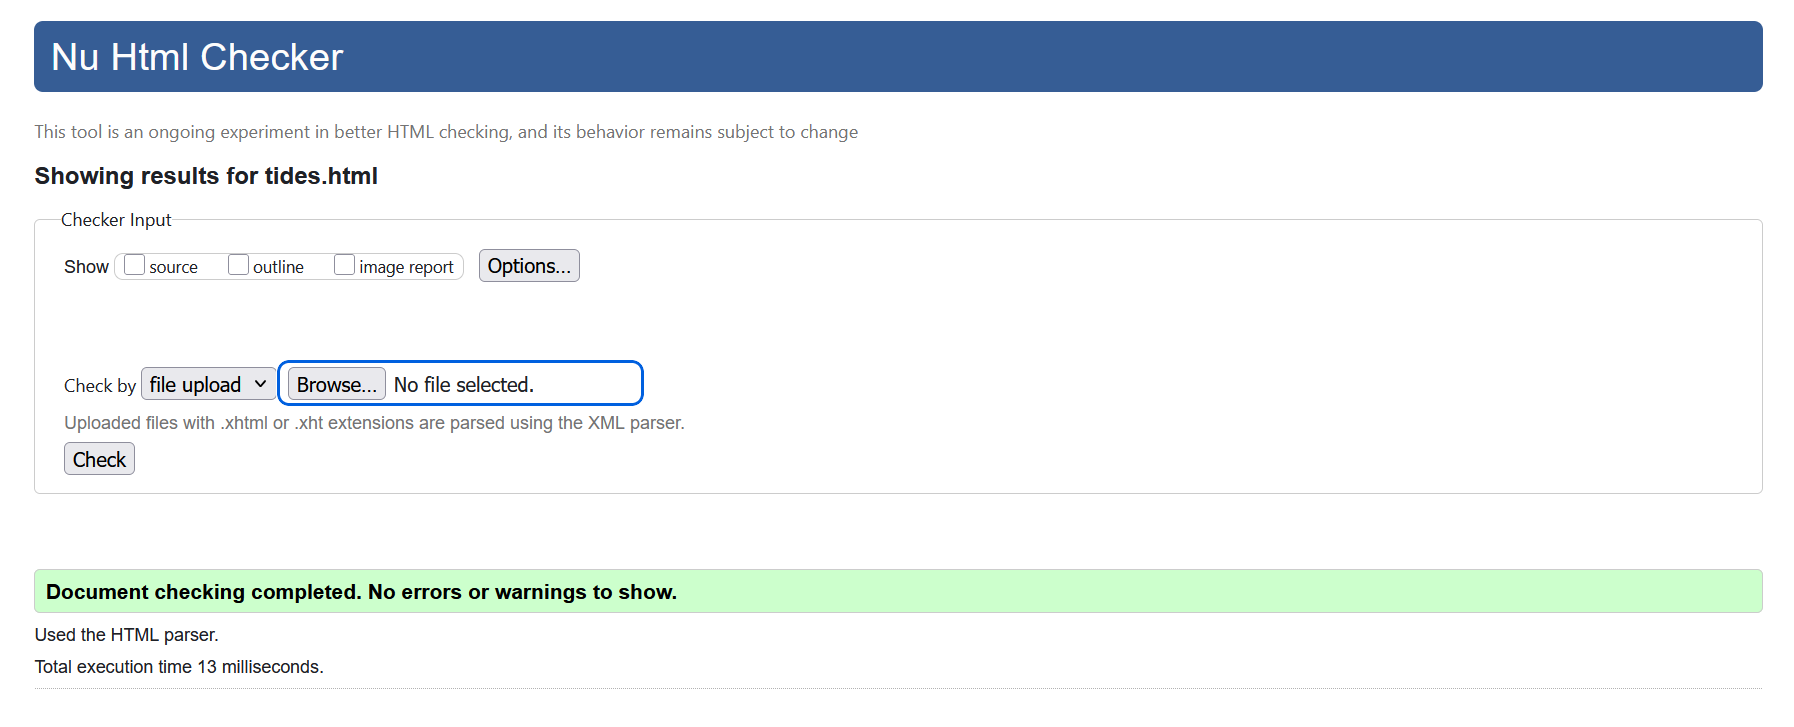 Nu Html Checker
This tool is an ongoing experiment in better HTML checking, and its behavior remains subject to change
Showing results for tides.html
Checker Input
Show source outline image report Options...
Check by file upload Browse... No file selected.
Uploaded files with .xhtml or .xht extensions are parsed using the XML parser.
Check
Document checking completed. No errors or warnings to show.
Used the HTML parser.
Total execution time 13 milliseconds.